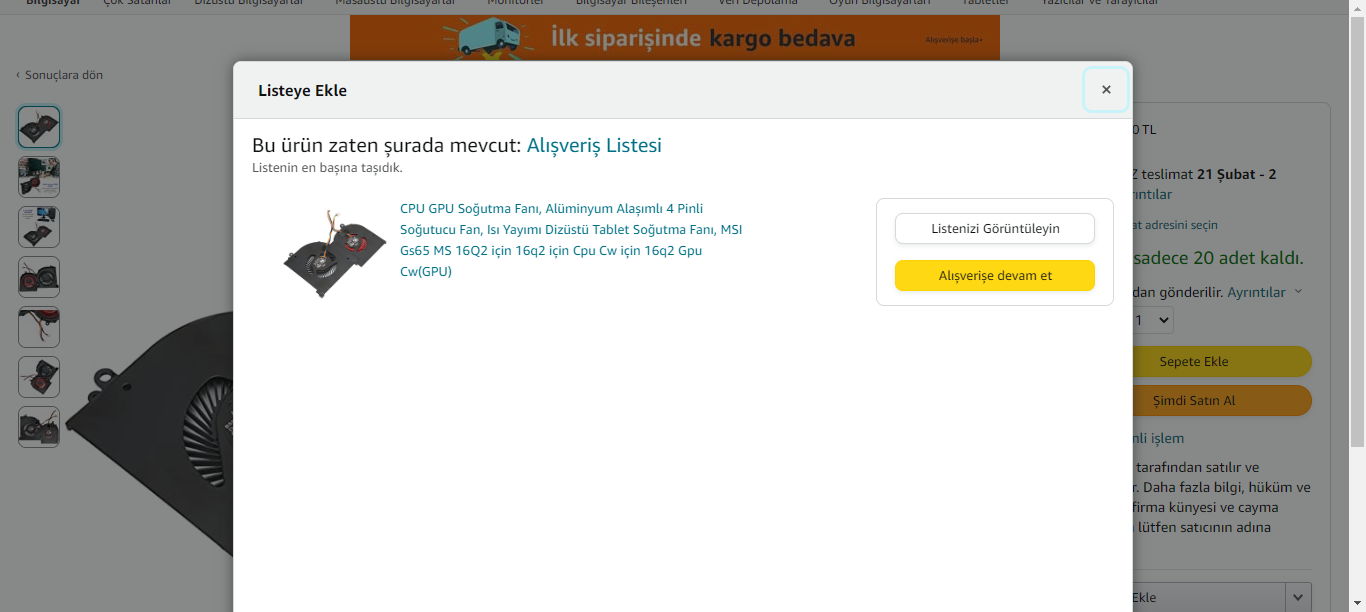 Bilgisayar Çok Satanlar Dizüstü Bilgisayarlar Masaüstü Bilgisayarlar Monitörler Bilgisayar Bileşenleri Veri Depolama Oyun Bilgisayarları Tabletler Yazıcılar ve Tarayıcılar
İlk siparişinde kargo bedava
Alışverişe başla
‹ Sonuçlara dön
Listeye Ekle
×
Bu ürün zaten şurada mevcut: Alışveriş Listesi
Listenin en başına taşıdık.
CPU GPU Soğutma Fanı, Alüminyum Alaşımlı 4 Pinli
Soğutucu Fan, Isı Yayımı Dizüstü Tablet Soğutma Fanı, MSI
Gs65 MS 16Q2 için 16q2 için Cpu Cw için 16q2 Gpu
Cw(GPU)
Listenizi Görüntüleyin
Alışverişe devam et
0 TL
Z teslimat 21 Şubat - 2
rıntılar
at adresini seçin
sadece 20 adet kaldı.
dan gönderilir. Ayrıntılar
1
Sepete Ekle
Şimdi Satın Al
nli işlem
tarafından satılır ve
r. Daha fazla bilgi, hüküm ve
firma künyesi ve cayma
lütfen satıcının adına
Ekle